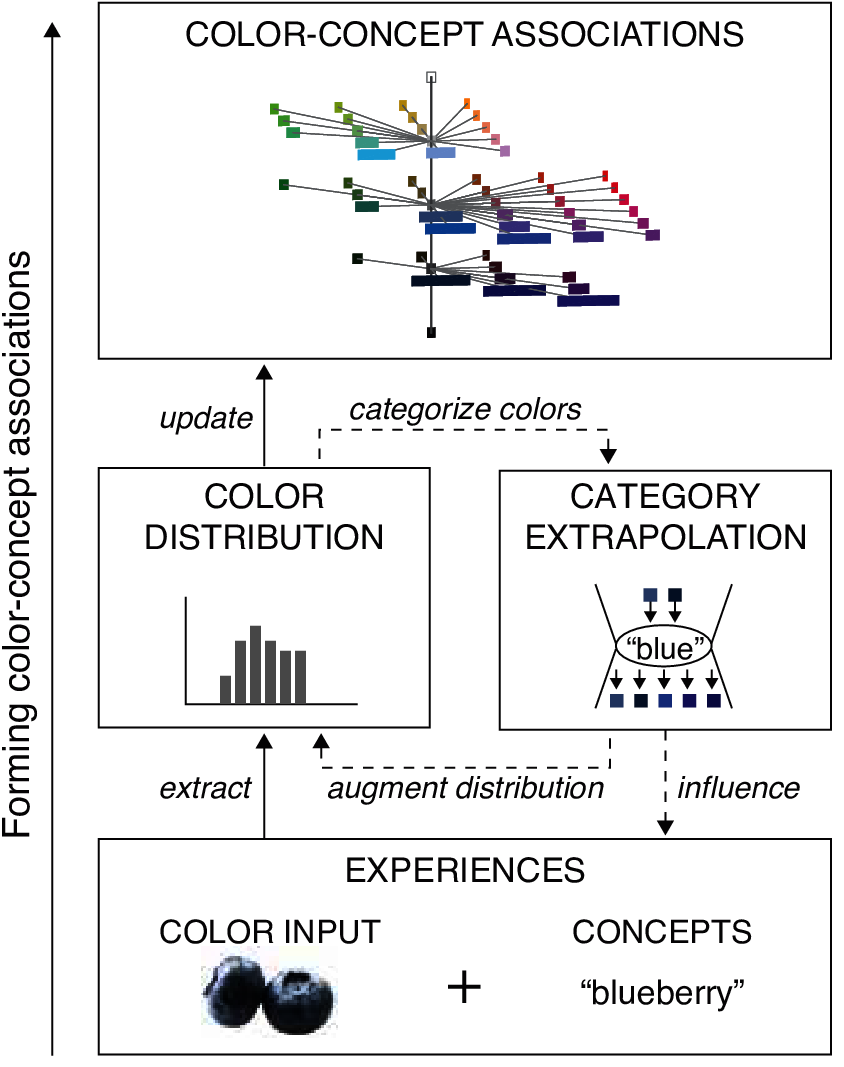 COLOR-CONCEPT ASSOCIATIONS
Forming color-concept associations
update
categorize colors
COLOR
DISTRIBUTION
CATEGORY
EXTRAPOLATION
“blue”
extract
augment distribution
influence
EXPERIENCES
COLOR INPUT
CONCEPTS
+
“blueberry”